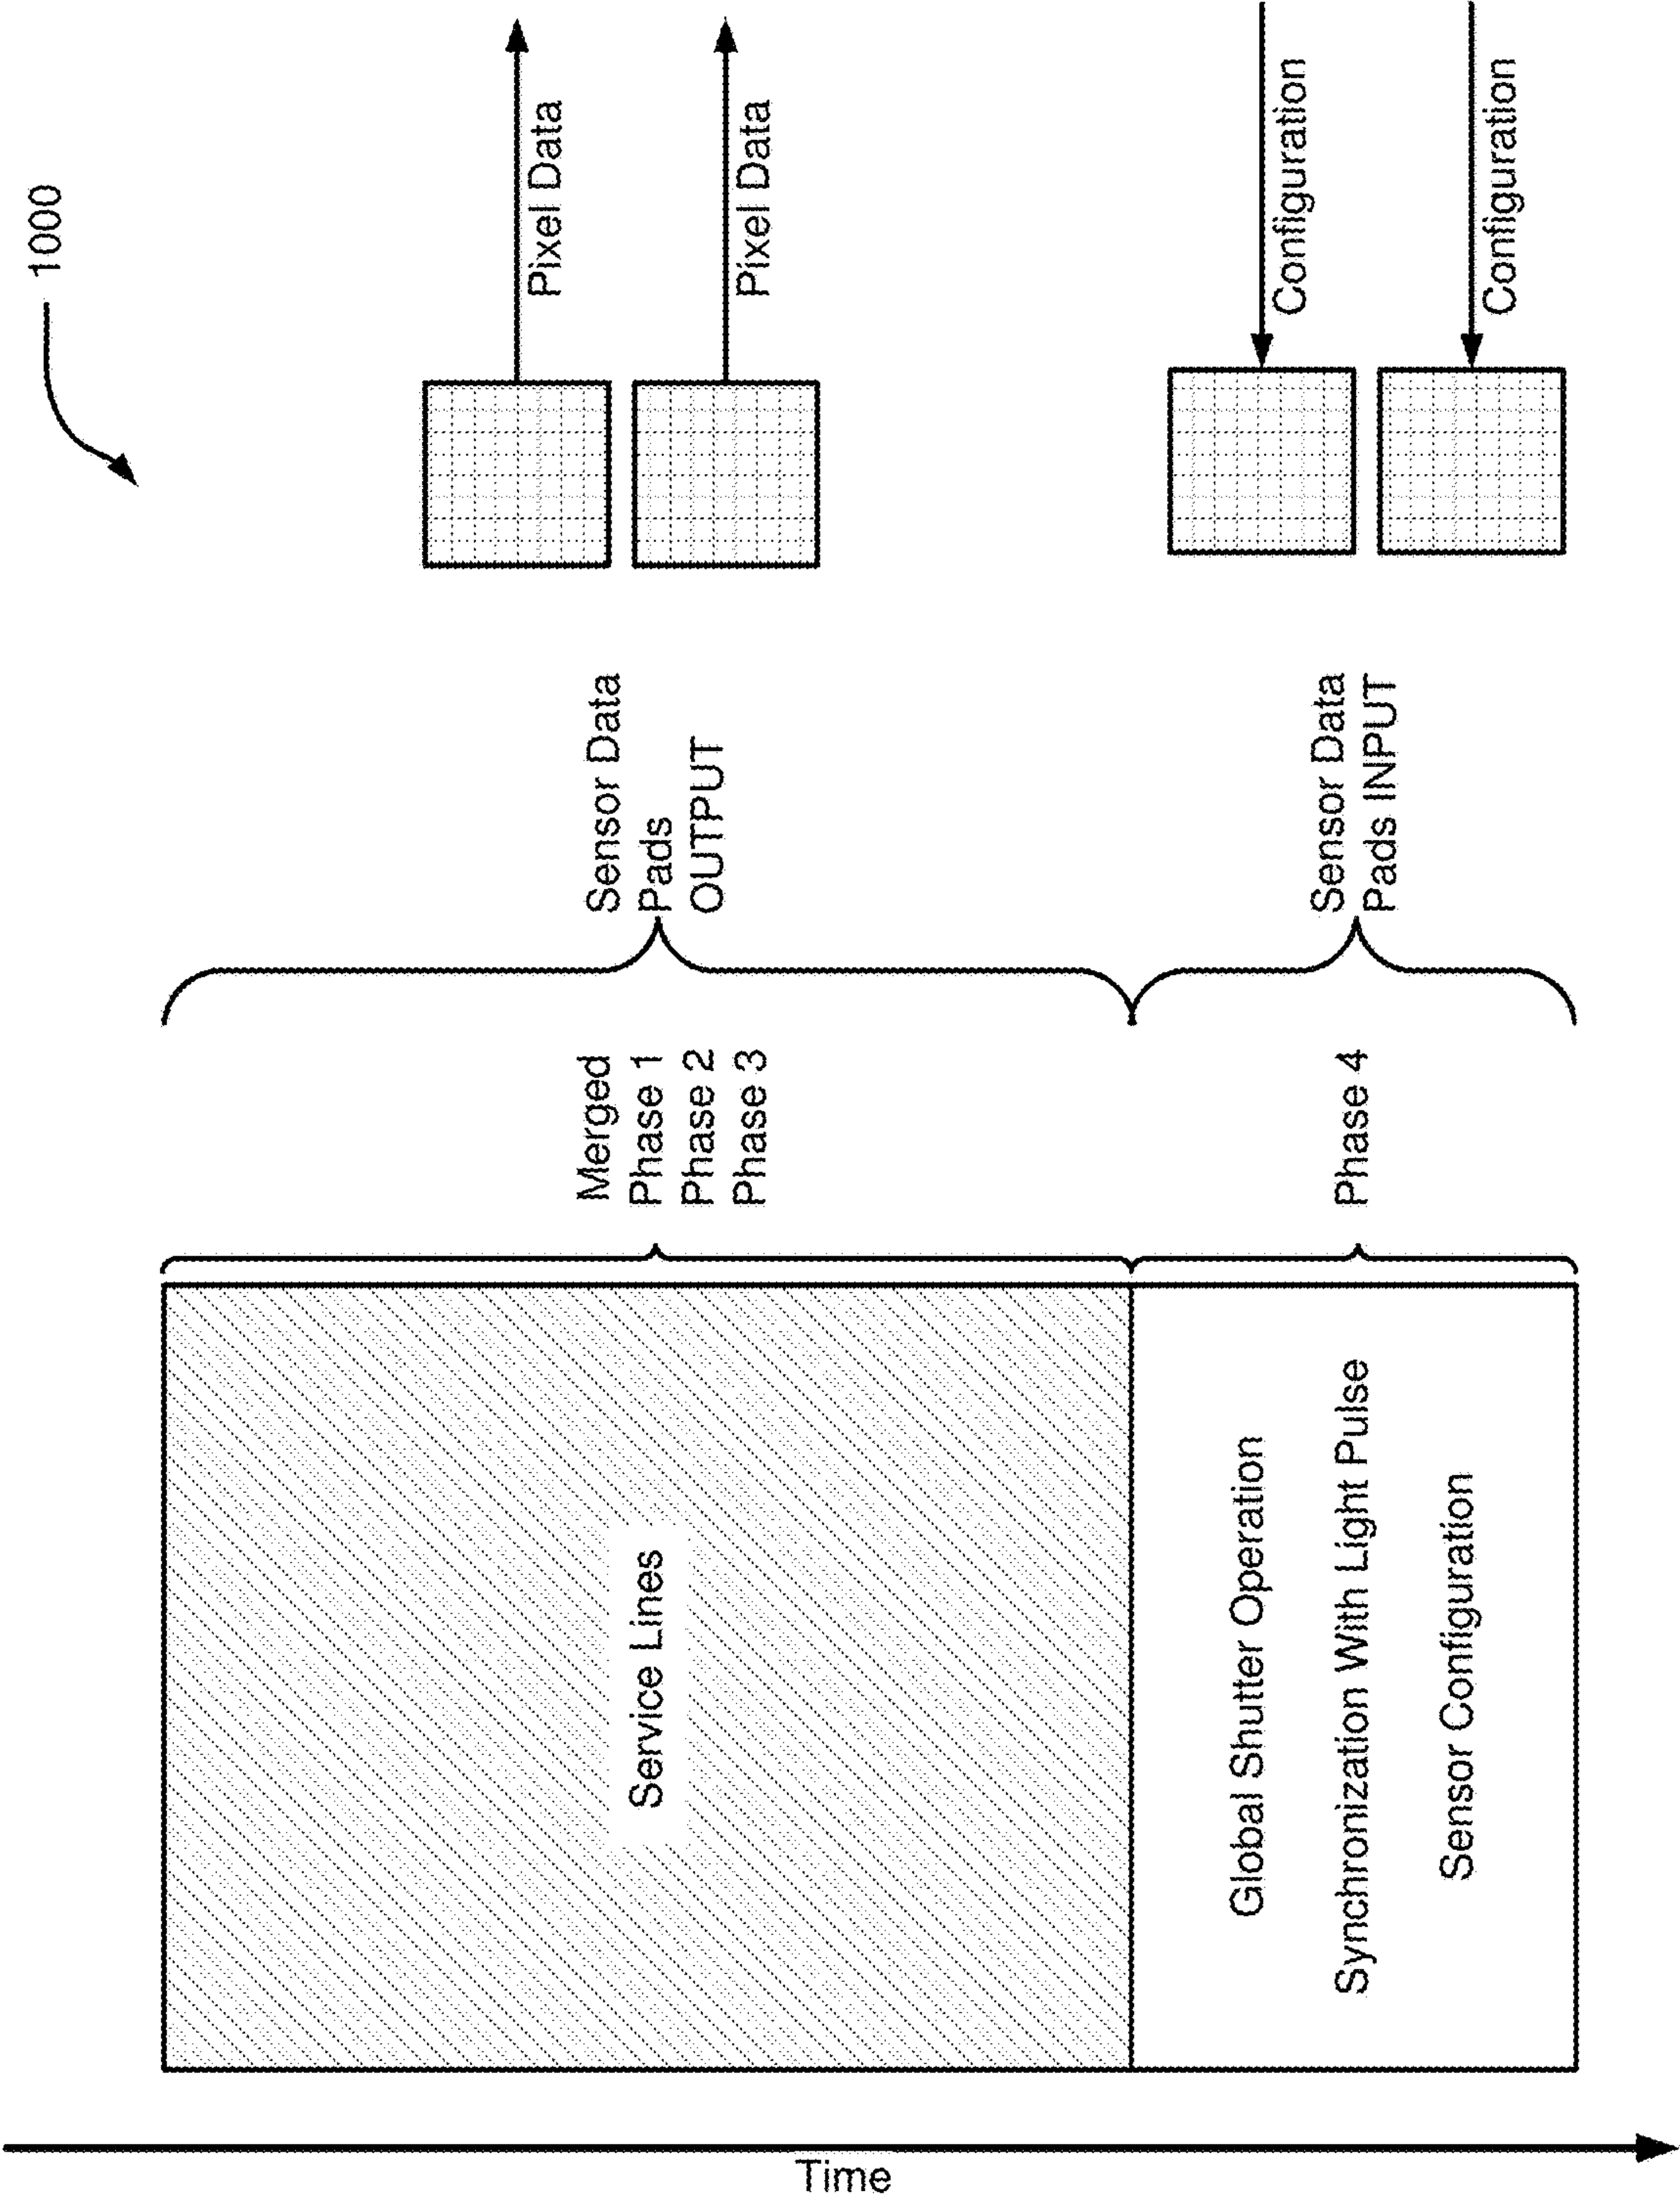 1000
Pixel Data
Pixel Data
Configuration
Configuration
Sensor Data
Pads
OUTPUT
Sensor Data
Pads INPUT
Merged
Phase 1
Phase 2
Phase 3
Phase 4
Service Lines
Global Shutter Operation
Synchronization With Light Pulse
Sensor Configuration
Time